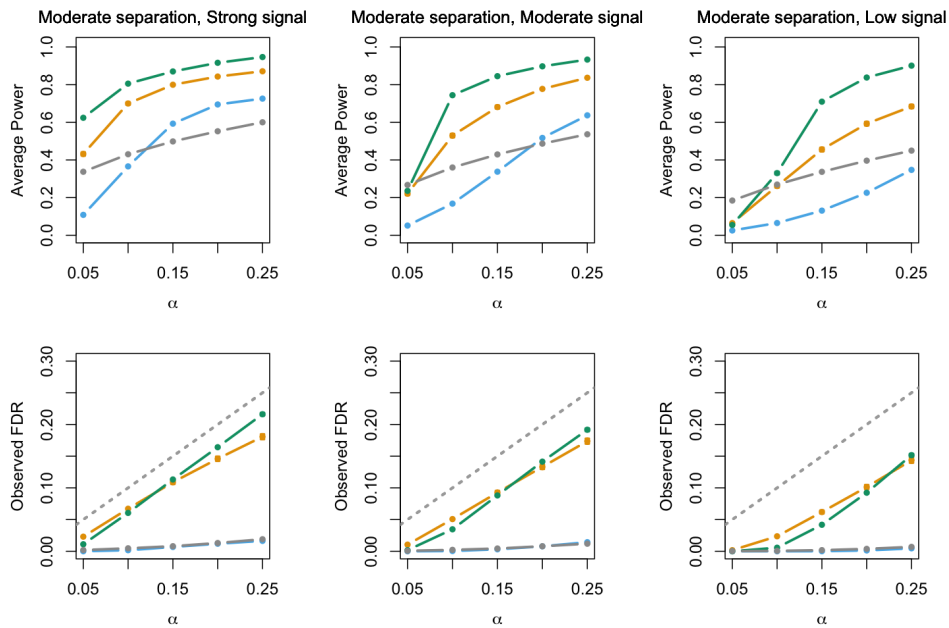 Moderate separation, Strong signal
Average Power
0.0 0.2 0.4 0.6 0.8 1.0
0.05 0.15 0.25
α
Moderate separation, Moderate signal
Average Power
0.0 0.2 0.4 0.6 0.8 1.0
0.05 0.15 0.25
α
Moderate separation, Low signal
Average Power
0.0 0.2 0.4 0.6 0.8 1.0
0.05 0.15 0.25
α
Observed FDR
0.00 0.10 0.20 0.30
0.05 0.15 0.25
α
Observed FDR
0.00 0.10 0.20 0.30
0.05 0.15 0.25
α
Observed FDR
0.00 0.10 0.20 0.30
0.05 0.15 0.25
α